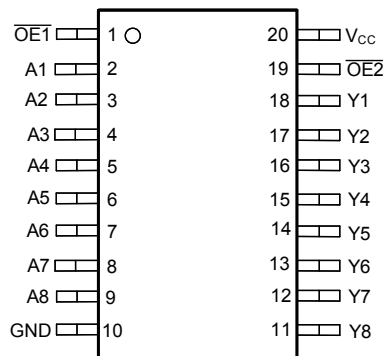 O̅E̅1̅ 1 20 VCC
A1 2 19 O̅E̅2̅
A2 3 18 Y1
A3 4 17 Y2
A4 5 16 Y3
A5 6 15 Y4
A6 7 14 Y5
A7 8 13 Y6
A8 9 12 Y7
GND 10 11 Y8